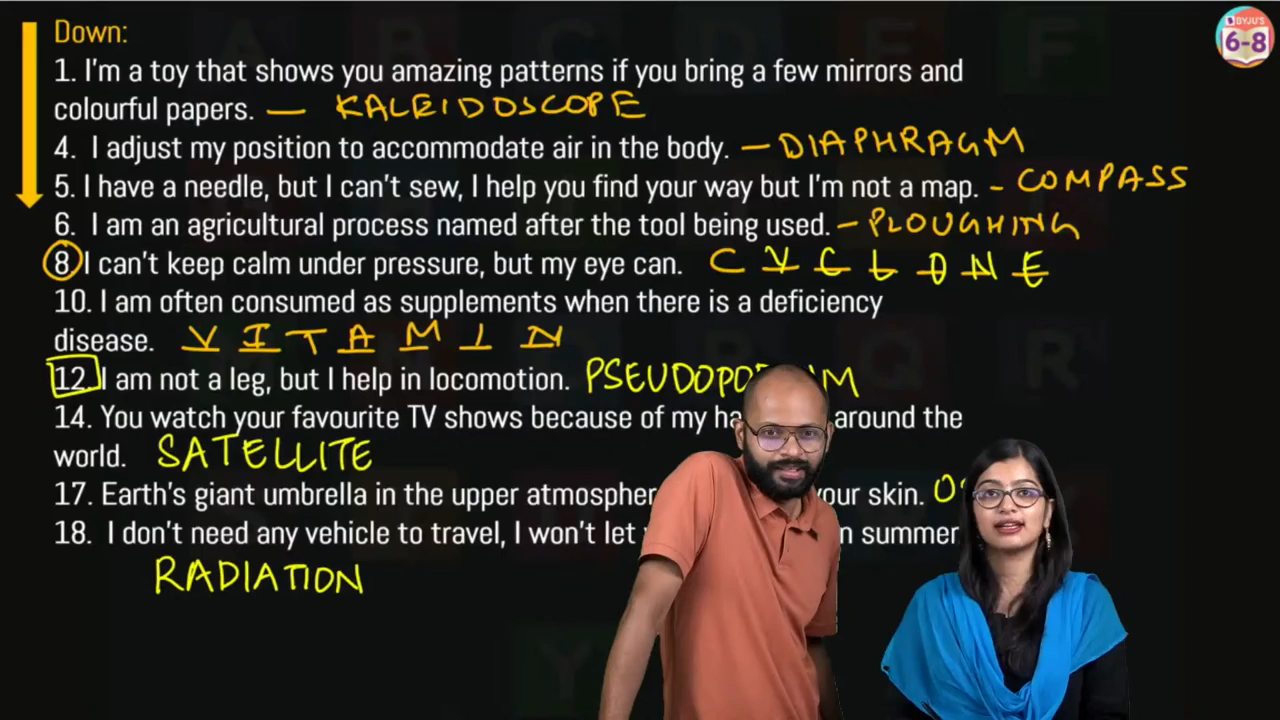 Down:
BYJU'S
6-8
1. I'm a toy that shows you amazing patterns if you bring a few mirrors and
colourful papers. — KALEIDOSCOPE
4. I adjust my position to accommodate air in the body. — DIAPHRAGM
5. I have a needle, but I can't sew, I help you find your way but I'm not a map. - COMPASS
6. I am an agricultural process named after the tool being used. - PLOUGHING
8. I can't keep calm under pressure, but my eye can. CYCLONE
10. I am often consumed as supplements when there is a deficiency
disease. VITAMIN
12. I am not a leg, but I help in locomotion.
14. You watch your favourite TV shows because of my around the
world. SATELLITE
17. Earth's giant umbrella in the upper your skin.
18. I don't need any vehicle to travel, I won't let summer
RADIATION